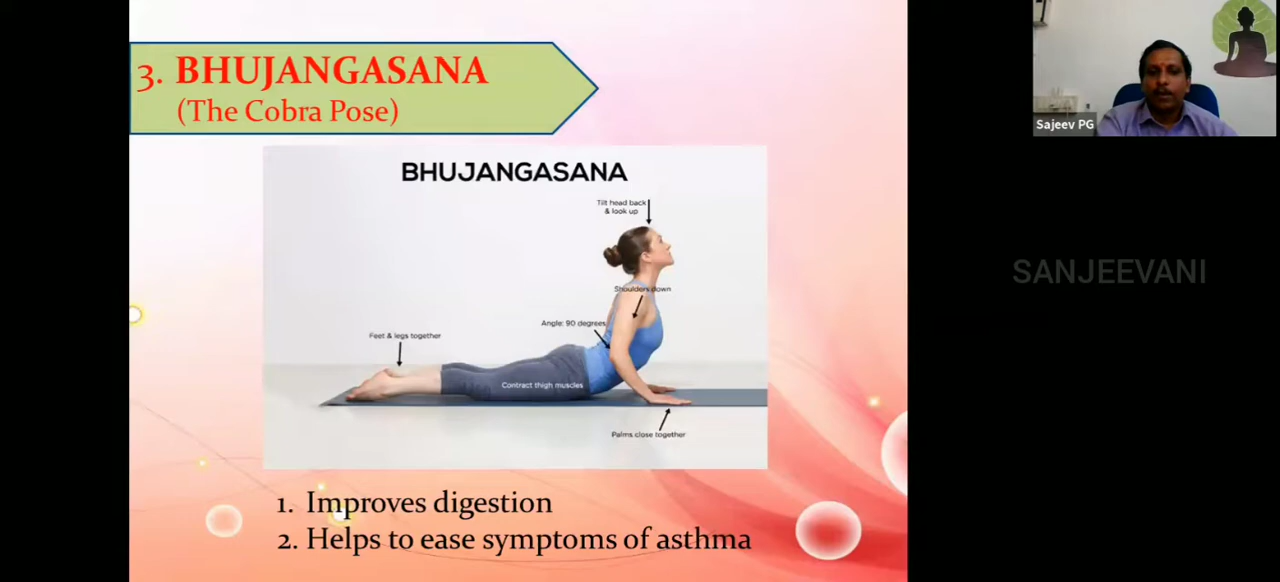 3. BHUJANGASANA
(The Cobra Pose)
BHUJANGASANA
Tilt head back
& look up
Shoulders down
Angle: 90 degrees
Feet & legs together
Contract thigh muscles
Palms close together
1. Improves digestion
2. Helps to ease symptoms of asthma
Sajeev PG
SANJEEVANI